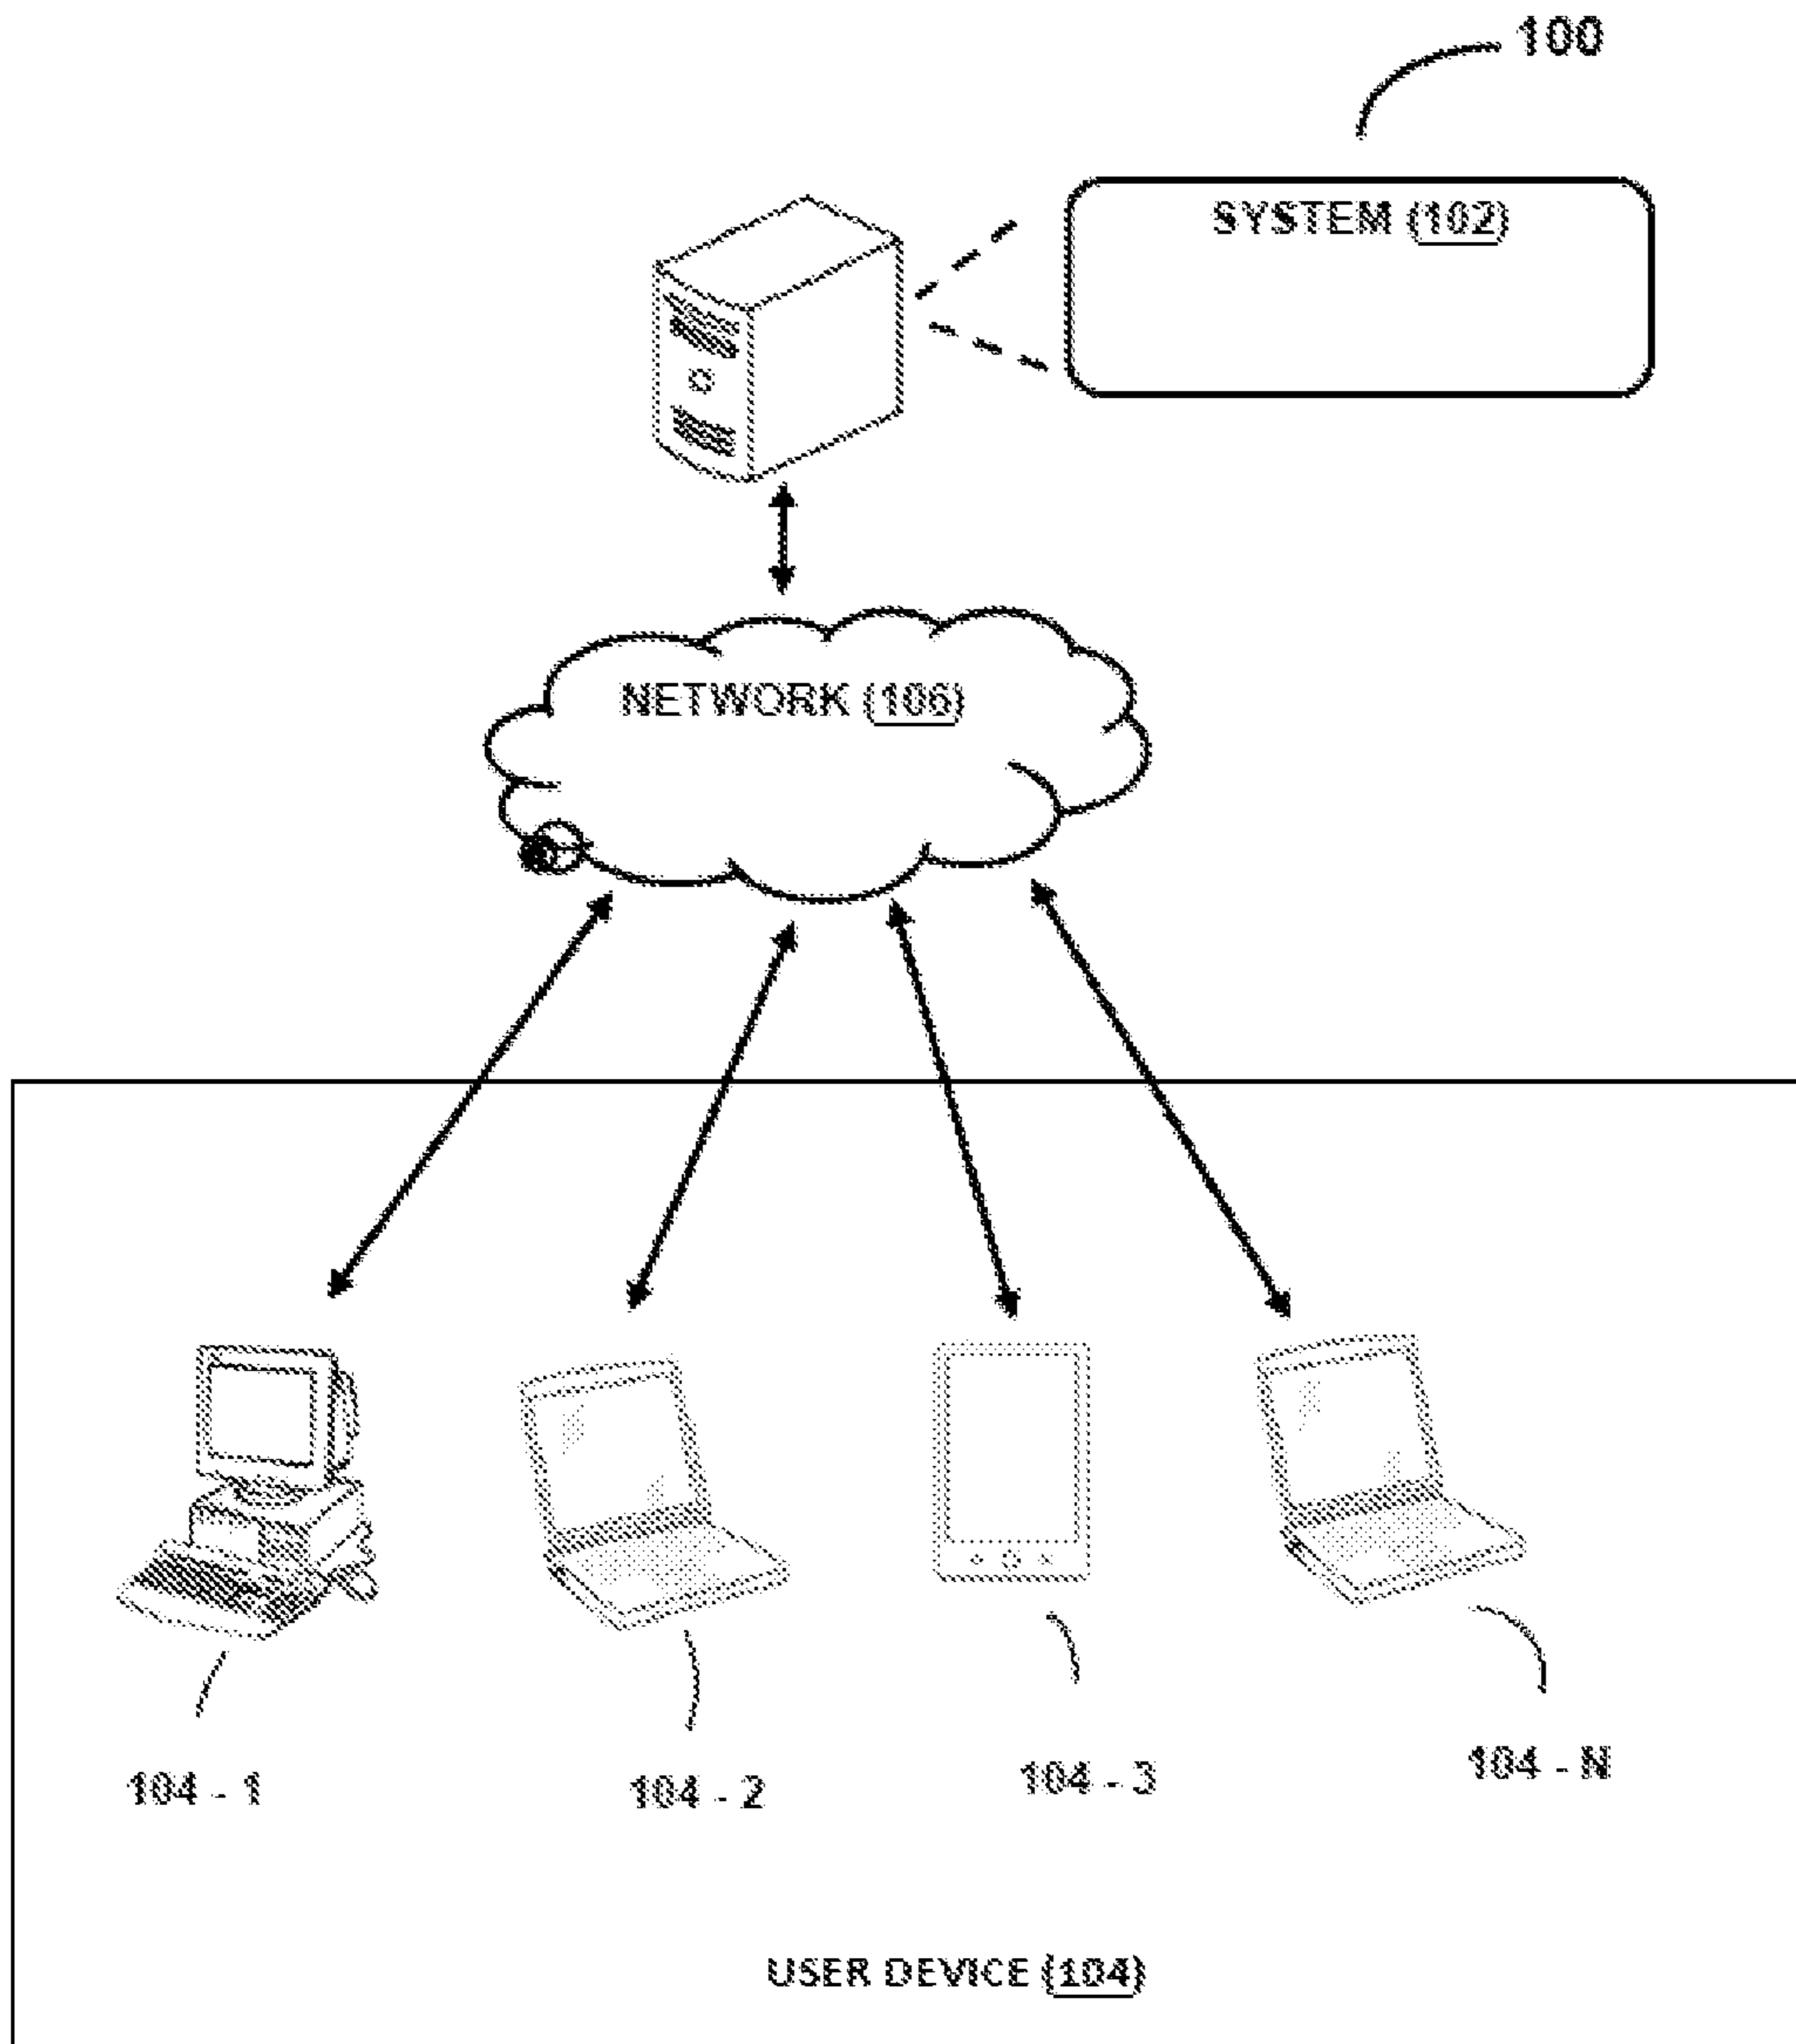 100
SYSTEM (102)
NETWORK (106)
104 - 1
104 - 2
104 - 3
104 - N
USER DEVICE (104)